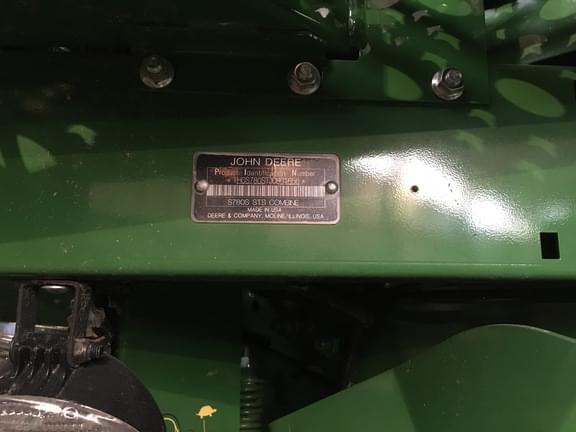 JOHN DEERE
Product Identification Number
S780S STS COMBINE
MADE IN USA
DEERE & COMPANY, MOLINE, ILLINOIS, USA